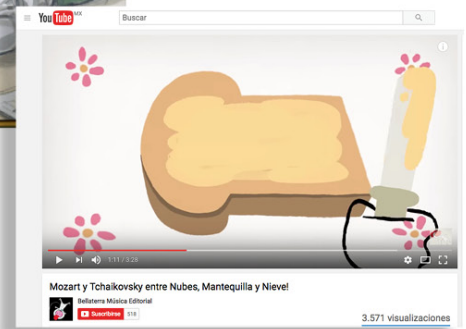 YouTube MX
Buscar
1:11 / 3:28
Mozart y Tchaikovsky entre Nubes, Mantequilla y Nieve!
Bellaterra Música Editorial
Suscribirse 518
3.571 visualizaciones